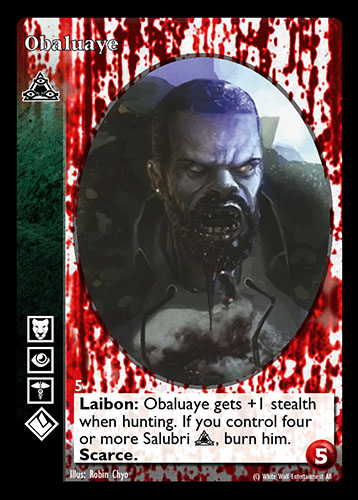 Obaluaye
5
Laibon: Obaluaye gets +1 stealth
when hunting. If you control four
or more Salubri , burn him.
Scarce.
5
Illus: Robin Chyo
(C) White Wolf Entertainment AB